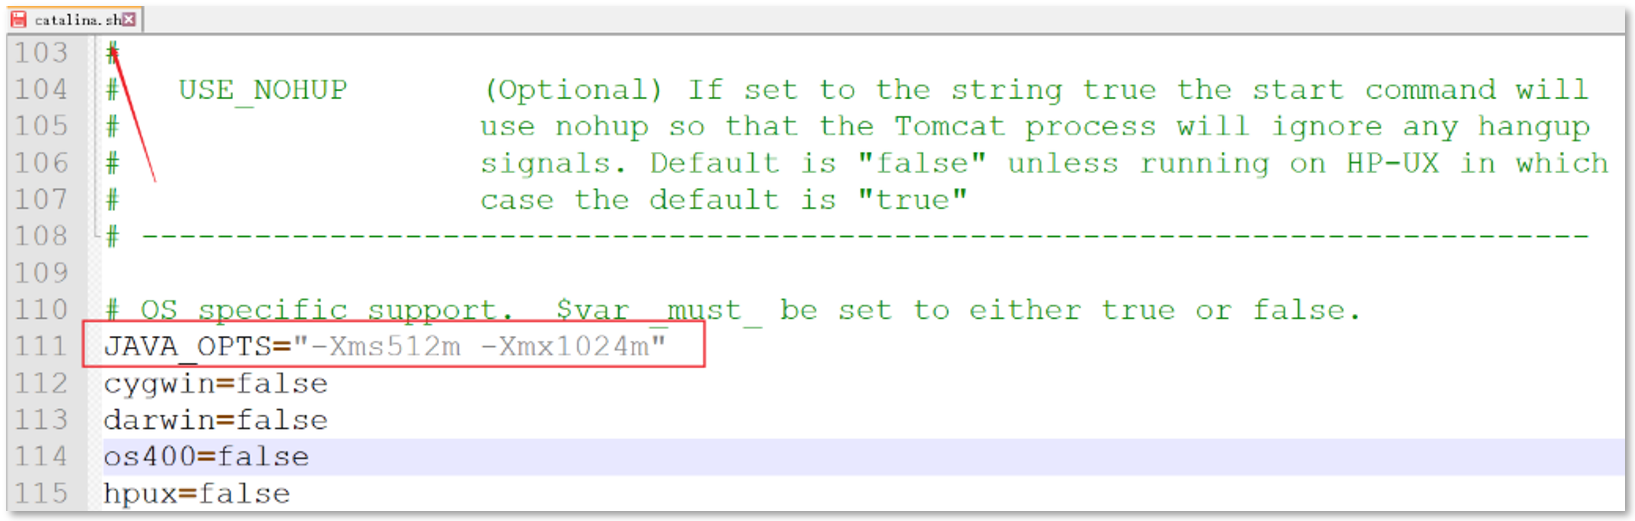 catalina.sh
103 #
104 # USE_NOHUP (Optional) If set to the string true the start command will
105 # use nohup so that the Tomcat process will ignore any hangup
106 # signals. Default is "false" unless running on HP-UX in which
107 # case the default is "true"
108 # -----------------------------------------------------------------------------
109
110 # OS specific support. $var _must_ be set to either true or false.
111 JAVA_OPTS="-Xms512m -Xmx1024m"
112 cygwin=false
113 darwin=false
114 os400=false
115 hpux=false